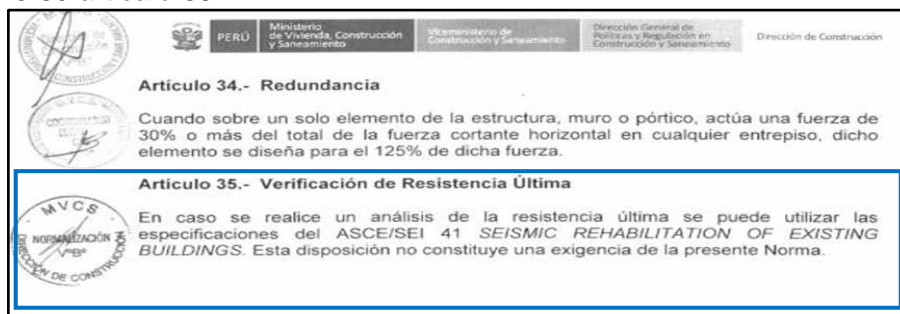 PERÚ
Ministerio
de Vivienda, Construcción
y Saneamiento
Viceministerio de
Construcción y Saneamiento
Dirección General de
Políticas y Regulación en
Construcción y Saneamiento
Dirección de Construcción
Artículo 34.- Redundancia
Cuando sobre un solo elemento de la estructura, muro o pórtico, actúa una fuerza de
30% o más del total de la fuerza cortante horizontal en cualquier entrepiso, dicho
elemento se diseña para el 125% de dicha fuerza.
Artículo 35.- Verificación de Resistencia Última
En caso se realice un análisis de la resistencia última se puede utilizar las
especificaciones del ASCE/SEI 41 SEISMIC REHABILITATION OF EXISTING
BUILDINGS. Esta disposición no constituye una exigencia de la presente Norma.
MVCS
NORMALIZACIÓN
V°B°
DIRECCIÓN DE CONSTRUCCIÓN